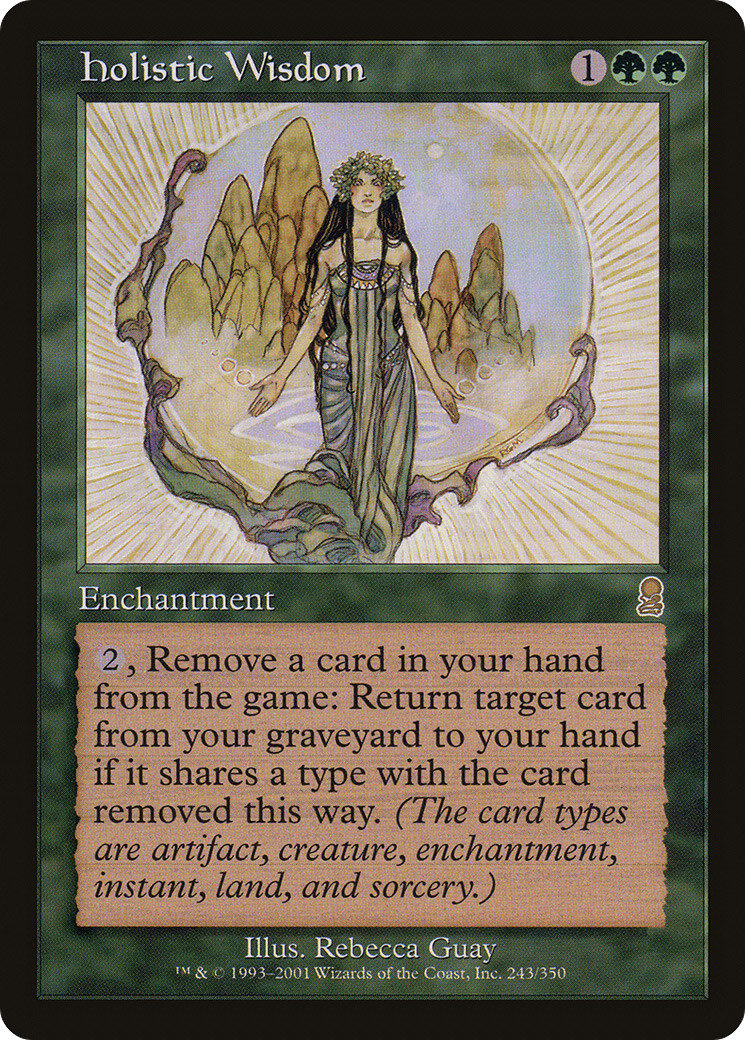 Holistic Wisdom 1
Enchantment
2, Remove a card in your hand
from the game: Return target card
from your graveyard to your hand
if it shares a type with the card
removed this way. (The card types
are artifact, creature, enchantment,
instant, land, and sorcery.)
Illus. Rebecca Guay
™ & © 1993–2001 Wizards of the Coast, Inc. 243/350